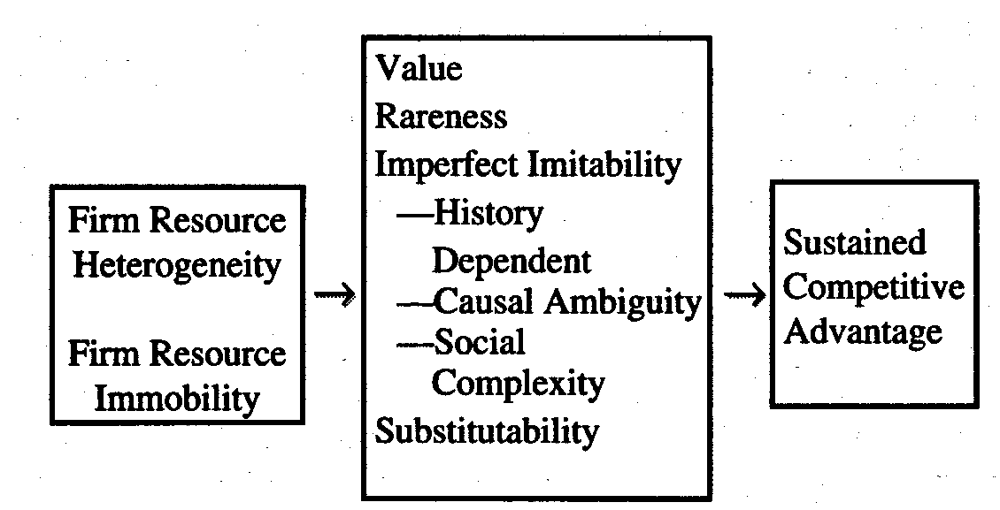 Firm Resource
Heterogeneity
Firm Resource
Immobility
Value
Rareness
Imperfect Imitability
—History
Dependent
—Causal Ambiguity
—Social
Complexity
Substitutability
Sustained
Competitive
Advantage